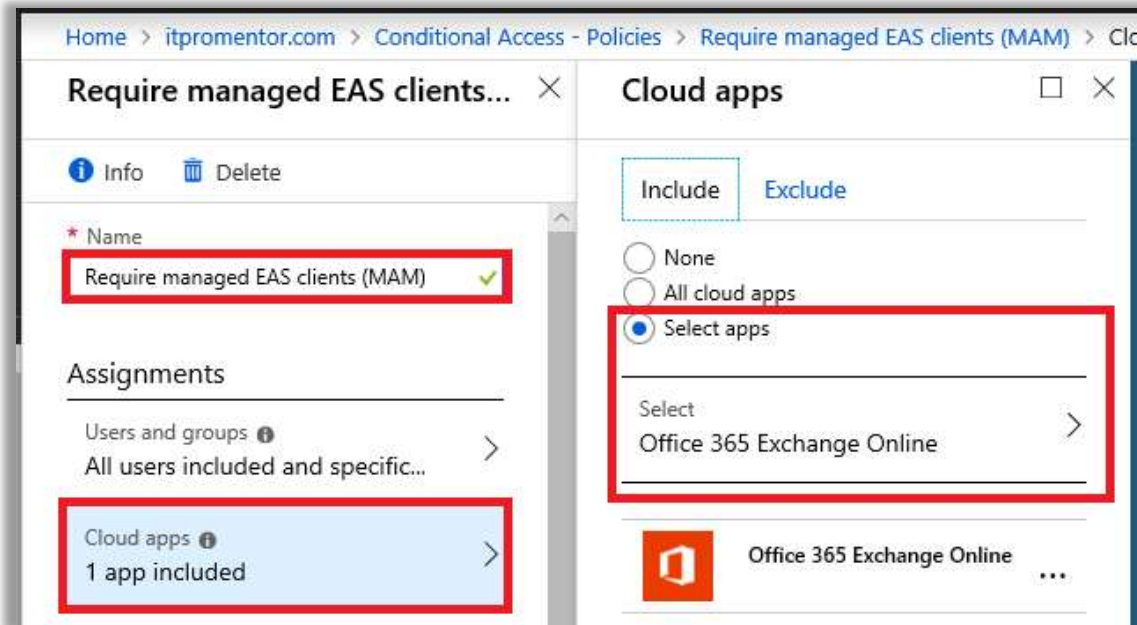 Home > itpromentor.com > Conditional Access - Policies > Require managed EAS clients (MAM) > Clo
Require managed EAS clients...
Info Delete
* Name
Require managed EAS clients (MAM)
Assignments
Users and groups
All users included and specific...
Cloud apps
1 app included
Cloud apps
Include Exclude
None
All cloud apps
Select apps
Select
Office 365 Exchange Online
Office 365 Exchange Online ...